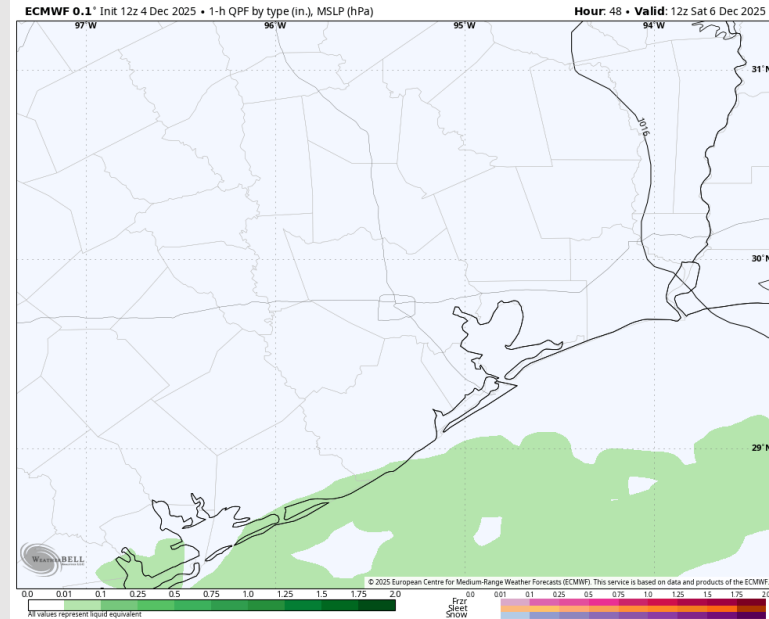 ECMWF 0.1° Init 12z 4 Dec 2025 • 1-h QPF by type (in.), MSLP (hPa) Hour: 48 • Valid: 12z Sat 6 Dec 2025
97°W 96°W 95°W 94°W
31°N
1016
30°N
29°N
WEATHERBELL
© 2025 European Centre for Medium-Range Weather Forecasts (ECMWF). This service is based on data and products of the ECMWF.
0.0 0.01 0.1 0.25 0.5 0.75 1.0 1.25 1.5 1.75 2.0 0.0 0.01 0.1 0.25 0.5 0.75 1.0 1.25 1.5 1.75 2.0
Frzr
Sleet
Snow
All values represent liquid equivalent